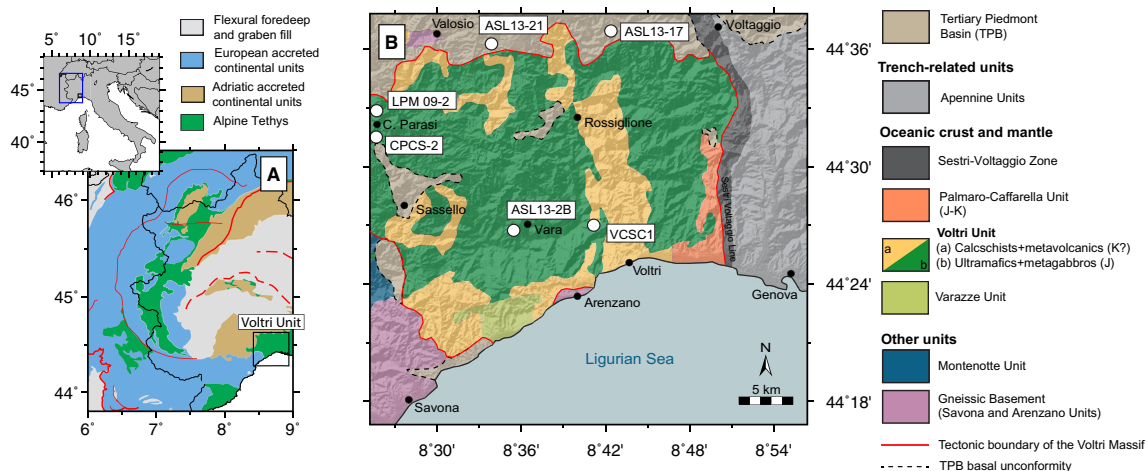 5˚ 10˚ 15˚
45˚
40˚
Flexural foredeep
and graben fill
European accreted
continental units
Adriatic accreted
continental units
Alpine Tethys
A
46˚
45˚
44˚
6˚ 7˚ 8˚ 9˚
Voltri Unit
B
Valosio
ASL13-21
ASL13-17
Voltaggio
LPM 09-2
C. Parasi
CPCS-2
Rossiglione
Sassello
ASL13-2B
Vara
VCSC1
Sestri Voltaggio Line
Voltri
Arenzano
Genova
Ligurian Sea
Savona
N
5 km
44˚36'
44˚30'
44˚24'
44˚18'
8˚30' 8˚36' 8˚42' 8˚48' 8˚54'
Tertiary Piedmont
Basin (TPB)
Trench-related units
Apennine Units
Oceanic crust and mantle
Sestri-Voltaggio Zone
Palmaro-Caffarella Unit
(J-K)
Voltri Unit
a
b
(a) Calcschists+metavolcanics (K?)
(b) Ultramafics+metagabbros (J)
Varazze Unit
Other units
Montenotte Unit
Gneissic Basement
(Savona and Arenzano Units)
Tectonic boundary of the Voltri Massif
TPB basal unconformity